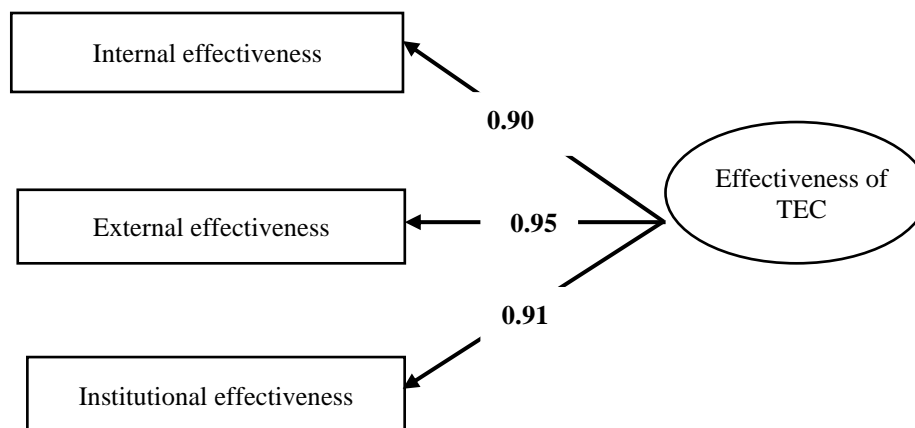 Internal effectiveness
0.90
Effectiveness of
TEC
External effectiveness
0.95
0.91
Institutional effectiveness